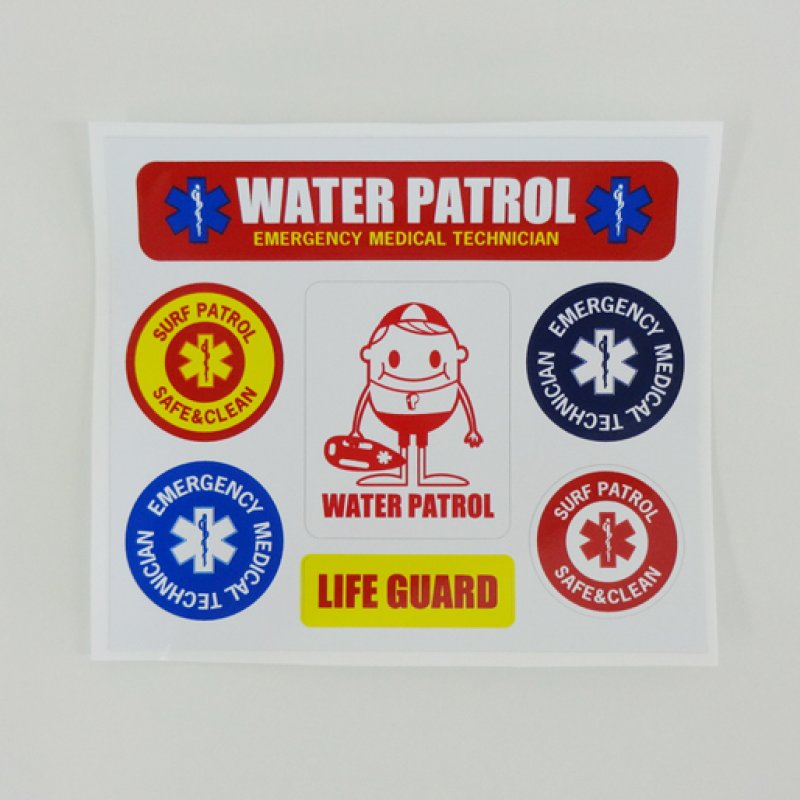 WATER PATROL
EMERGENCY MEDICAL TECHNICIAN
SURF PATROL
SAFE&CLEAN
WATER PATROL
EMERGENCY MEDICAL TECHNICIAN
EMERGENCY MEDICAL TECHNICIAN
LIFE GUARD
SURF PATROL
SAFE&CLEAN